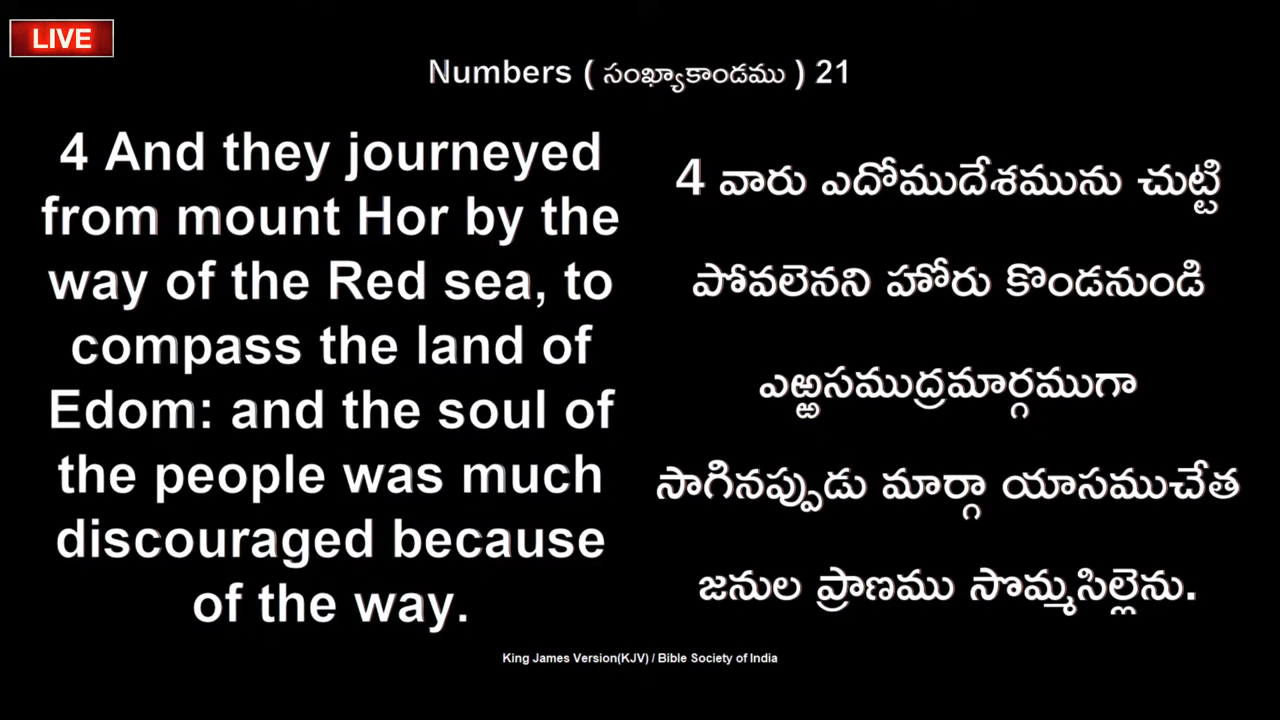 LIVE
Numbers ( సంఖ్యాకాండము ) 21
4 And they journeyed
from mount Hor by the
way of the Red sea, to
compass the land of
Edom: and the soul of
the people was much
discouraged because
of the way.
4 వారు ఎదోముదేశమును చుట్టి
పోవలెనని హోరు కొండనుండి
ఎఱ్ఱసముద్రమార్గముగా
సాగినప్పుడు మార్గా యాసముచేత
జనుల ప్రాణము సొమ్మసిల్లెను.
King James Version(KJV) / Bible Society of India